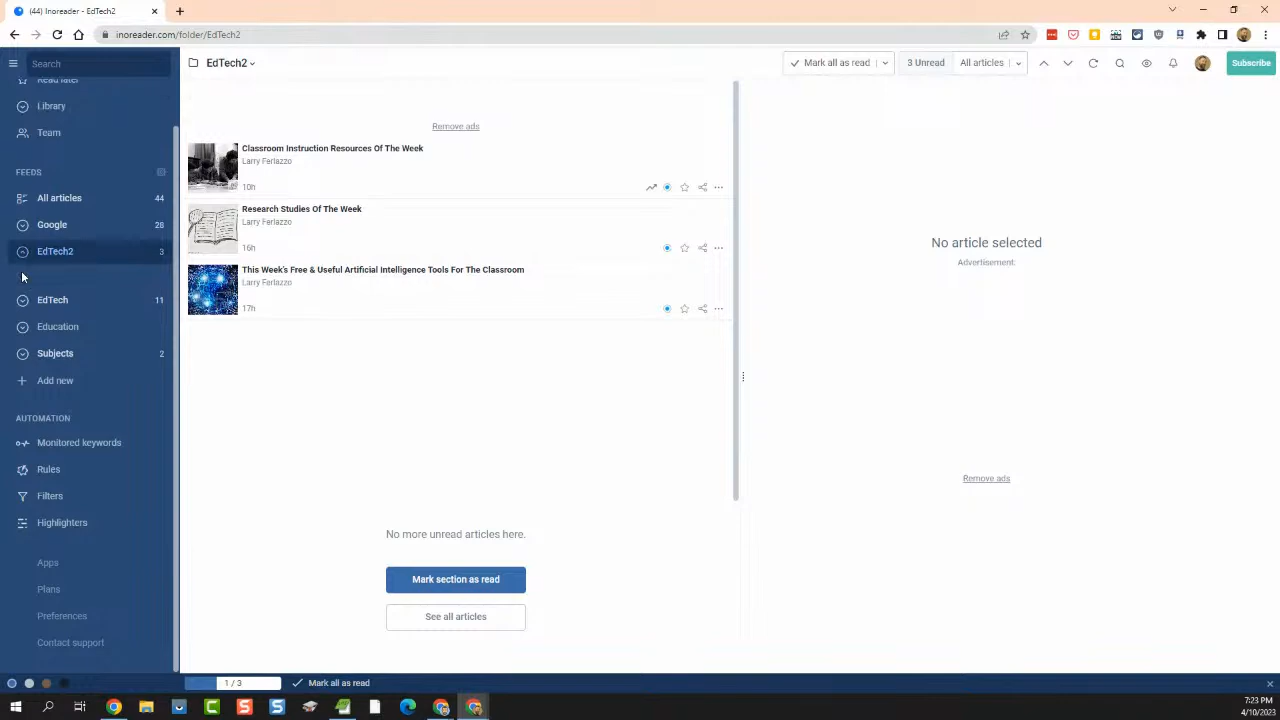 (44) Inoreader - EdTech2
inoreader.com/folder/EdTech2
Search
EdTech2
Mark all as read
3 Unread
All articles
Subscribe
Read later
Library
Team
FEEDS
All articles 44
Google 28
EdTech2 3
EdTech 11
Education
Subjects 2
Add new
AUTOMATION
Monitored keywords
Rules
Filters
Highlighters
Apps
Plans
Preferences
Contact support
Remove ads
Classroom Instruction Resources Of The Week
Larry Ferlazzo
10h
Research Studies Of The Week
Larry Ferlazzo
16h
This Week's Free & Useful Artificial Intelligence Tools For The Classroom
Larry Ferlazzo
17h
No more unread articles here.
Mark section as read
See all articles
No article selected
Advertisement.
Remove ads
1 / 3
Mark all as read
7:23 PM
4/10/2023